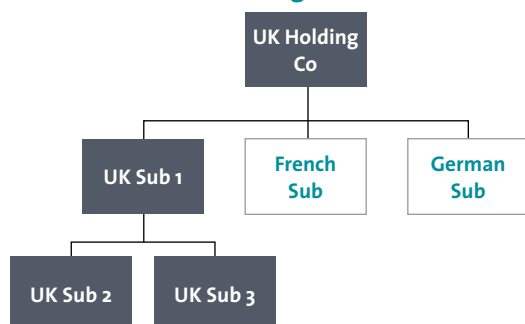 UK Holding
Co
UK Sub 1
French
Sub
German
Sub
UK Sub 2
UK Sub 3